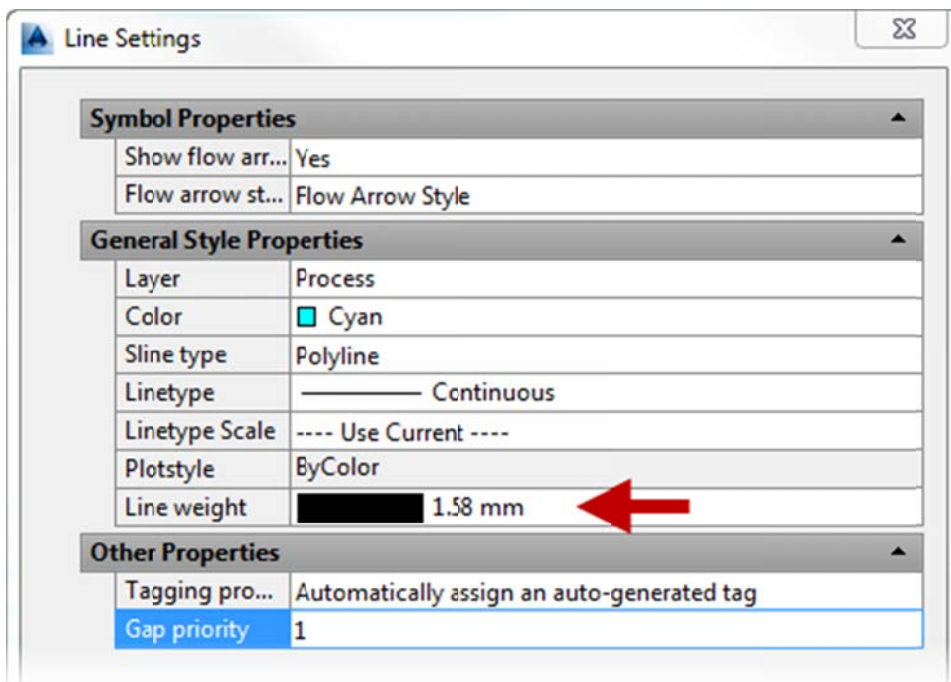 Line Settings
Symbol Properties
Show flow arr... Yes
Flow arrow st... Flow Arrow Style
General Style Properties
Layer Process
Color Cyan
Sline type Polyline
Linetype Continuous
Linetype Scale ---- Use Current ----
Plotstyle ByColor
Line weight 1.58 mm
Other Properties
Tagging pro... Automatically assign an auto-generated tag
Gap priority 1